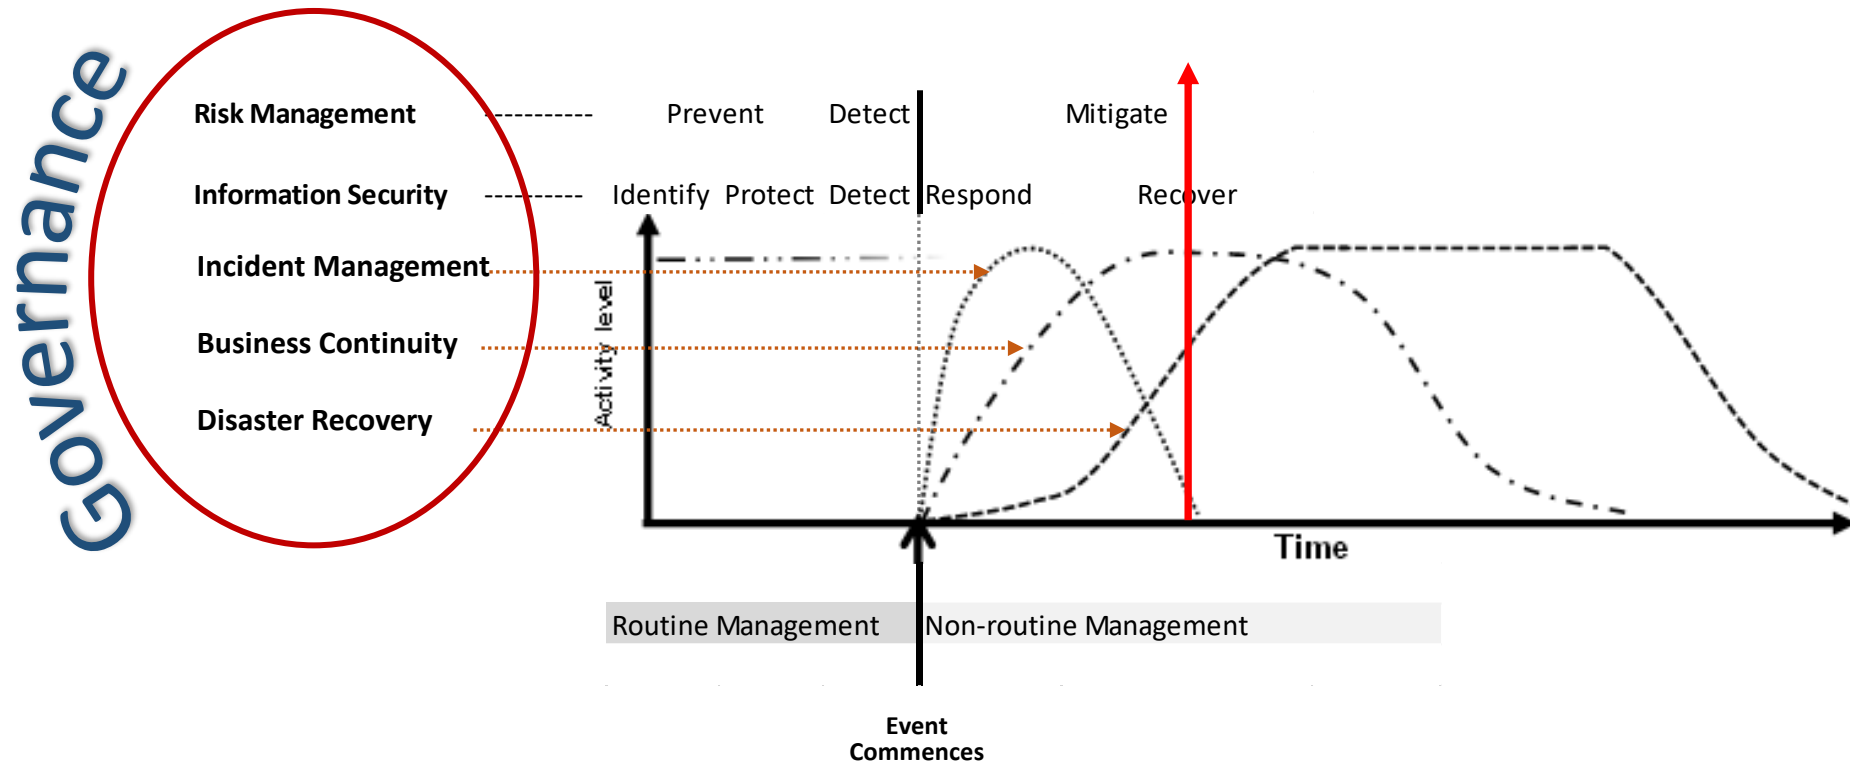 Governance
Risk Management Prevent Detect Mitigate
Information Security Identify Protect Detect Respond Recover
Incident Management
Business Continuity
Disaster Recovery
Activity level
Time
Routine Management Non-routine Management
Event
Commences